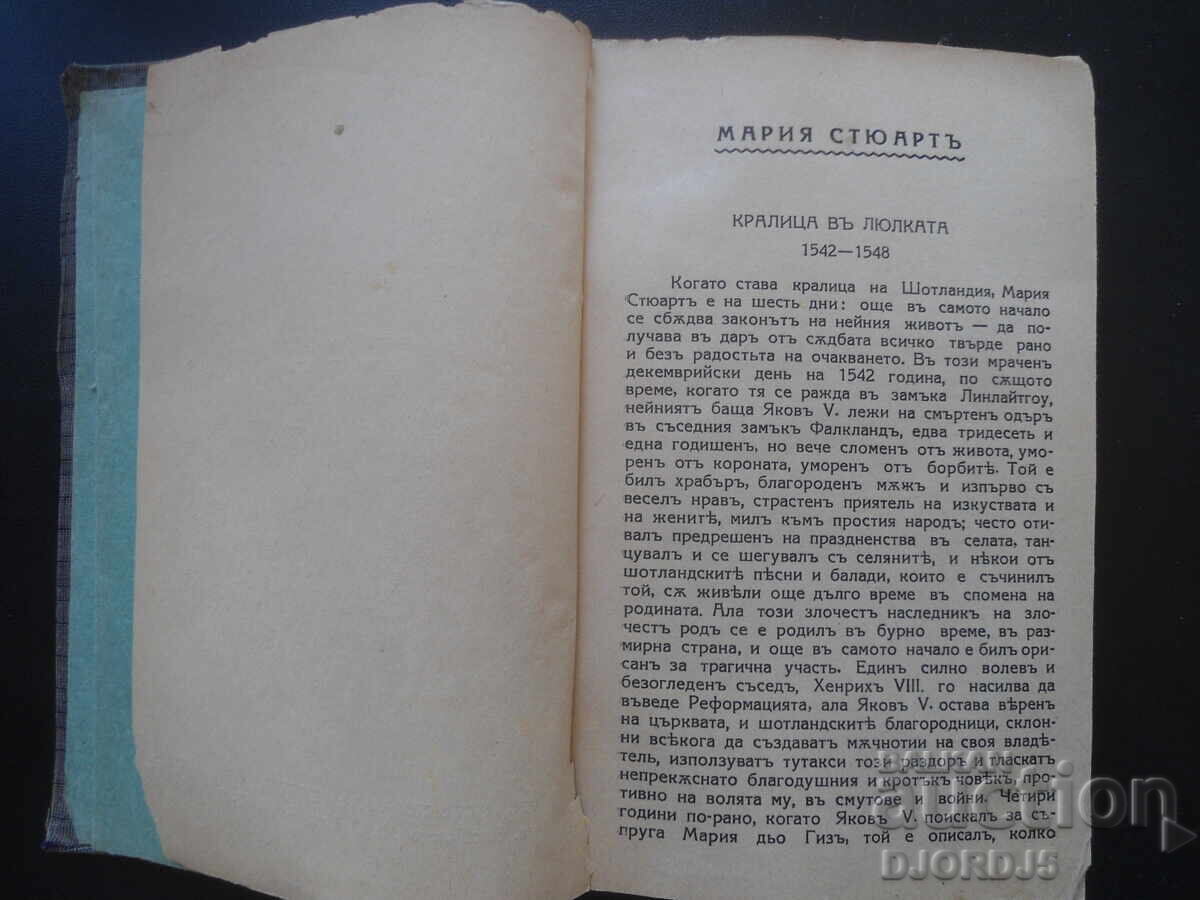 МАРИЯ СТЮАРТЪ
КРАЛИЦА ВЪ ЛЮЛКАТА
1542—1548
Когато става кралица на Шотландия, Мария
Стюартъ е на шесть дни: още въ самото начало
се сбѫдва законътъ на нейния животъ — да по-
лучава въ даръ отъ сѫдбата всичко твърде рано
и безъ радостьта на очакването. Въ този мраченъ
декемврийски день на 1542 година, по сѫщото
време, когато тя се ражда въ замъка Линлайтгоу,
нейниятъ баща Яковъ V. лежи на смъртенъ одъръ
въ съседния замъкъ Фалкландъ, едва тридесеть и
една годишенъ, но вече сломенъ отъ живота, умо-
ренъ отъ короната, уморенъ отъ борбитѣ. Той е
билъ храбъръ, благороденъ мѫжъ и изпърво съ
веселъ нравъ, страстенъ приятель на изкуствата и
на женитѣ, милъ къмъ простия народъ; често оти-
валъ предрешенъ на празднества въ селата, тан-
цувалъ и се шегувалъ съ селянитѣ, и нѣкои отъ
шотландскитѣ пѣсни и балади, които е съчинилъ
той, сѫ живѣли още дълго време въ спомена на
родината. Ала този злочестъ наследникъ на зло-
честъ родъ се е родилъ въ бурно време, въ раз-
мирна страна, и още въ самото начало е билъ ори-
санъ за трагична участь. Единъ силно волевъ и
безогледенъ съседъ, Хенрихъ VIII. го насилва да
въведе Реформацията, ала Яковъ V. остава вѣренъ
на църквата, и шотландскитѣ благородници, склон-
ни всѣкога да създаватъ мѫчнотии на своя владѣ-
тель, използуватъ тутакси този раздоръ и тласкатъ
непрекѫснато благодушния и кротъкъ човѣкъ, про-
тивно на волята му, въ смутове и войни. Четири
години по-рано, когато Яковъ V. поискалъ за съ-
пруга Мария дьо Гизъ, той е описалъ, колко
BALKAN
auction
DJORDJ5